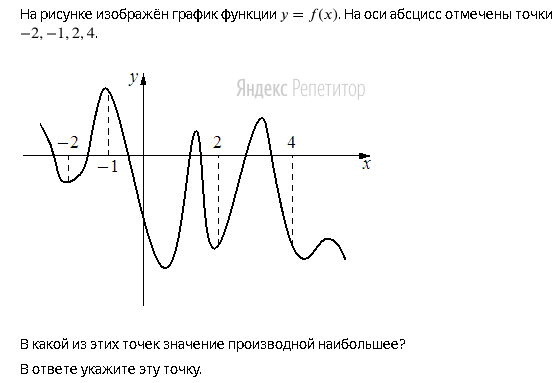 На рисунке изображён график функции y = f(x). На оси абсцисс отмечены точки
−2, −1, 2, 4.
y
Яндекс Репетитор
−2
2
4
−1
x
В какой из этих точек значение производной наибольшее?
В ответе укажите эту точку.